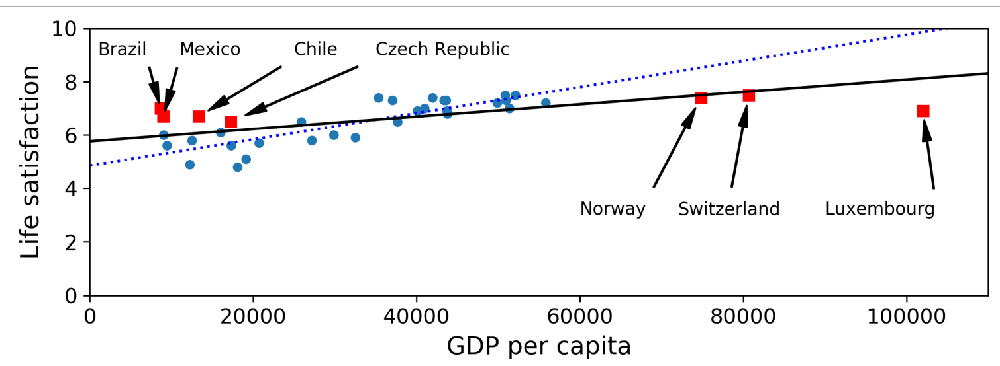 Life satisfaction
10
8
6
4
2
0
Brazil Mexico Chile Czech Republic
Norway Switzerland Luxembourg
0 20000 40000 60000 80000 100000
GDP per capita